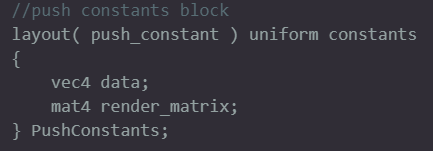 //push constants block
layout( push_constant ) uniform constants
{
    vec4 data;
    mat4 render_matrix;
} PushConstants;